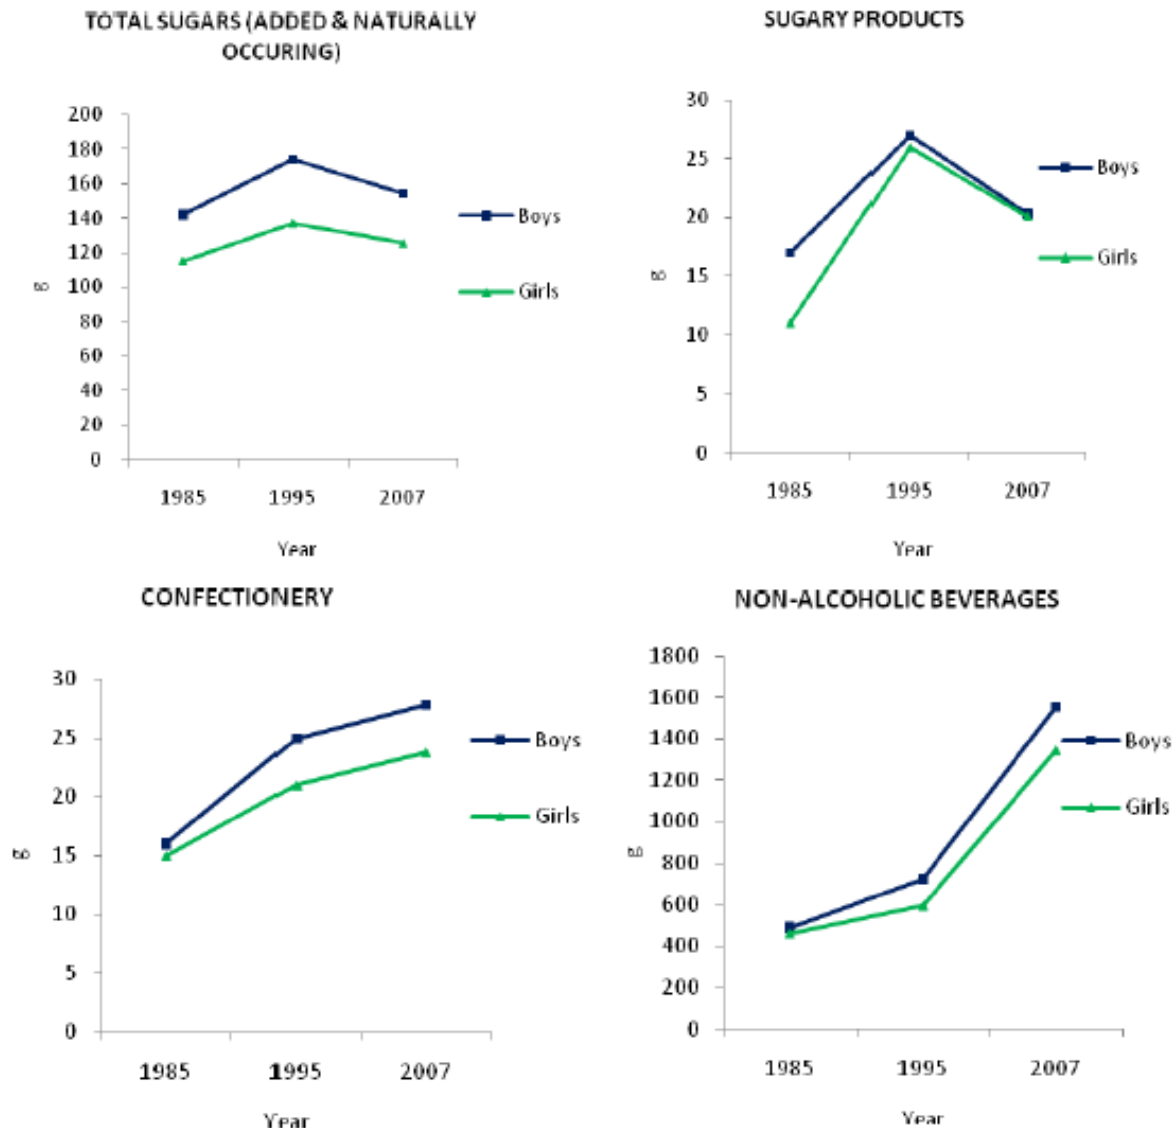 TOTAL SUGARS (ADDED & NATURALLY
OCCURING)
200
180
160
140
120
100
80
60
40
20
0
g
1985 1995 2007
Year
Boys
Girls
SUGARY PRODUCTS
30
25
20
15
10
5
0
g
1985 1995 2007
Year
Boys
Girls
CONFECTIONERY
30
25
20
15
10
5
0
g
1985 1995 2007
Year
Boys
Girls
NON-ALCOHOLIC BEVERAGES
1800
1600
1400
1200
1000
800
600
400
200
0
g
1985 1995 2007
Year
Boys
Girls